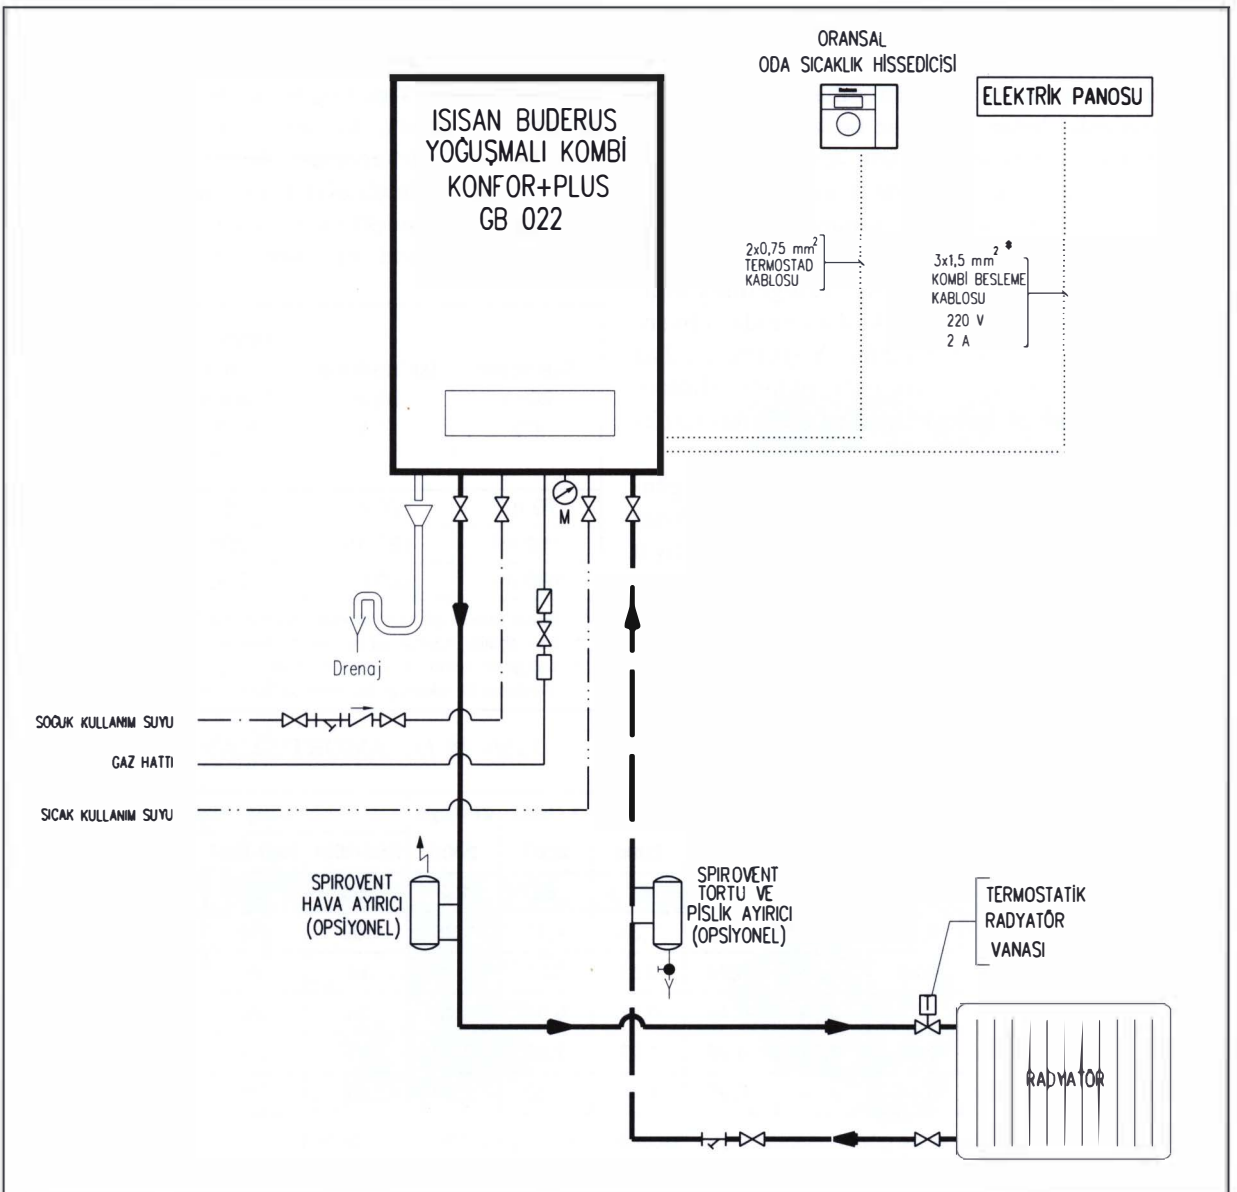 ORANSAL
ODA SICAKLIK HİSSEDİCİSİ
ELEKTRİK PANOSU
ISISAN BUDERUS
YOĞUŞMALI KOMBİ
KONFOR+PLUS
GB 022
2x0,75 mm²
TERMOSTAD
KABLOSU
3x1,5 mm² *
KOMBİ BESLEME
KABLOSU
220 V
2 A
M
Drenaj
SOĞUK KULLANIM SUYU
GAZ HATTI
SICAK KULLANIM SUYU
SPIROVENT
HAVA AYIRICI
(OPSİYONEL)
SPIROVENT
TORTU VE
PİSLİK AYIRICI
(OPSİYONEL)
TERMOSTATİK
RADYATÖR
VANASI
T
RADYATÖR